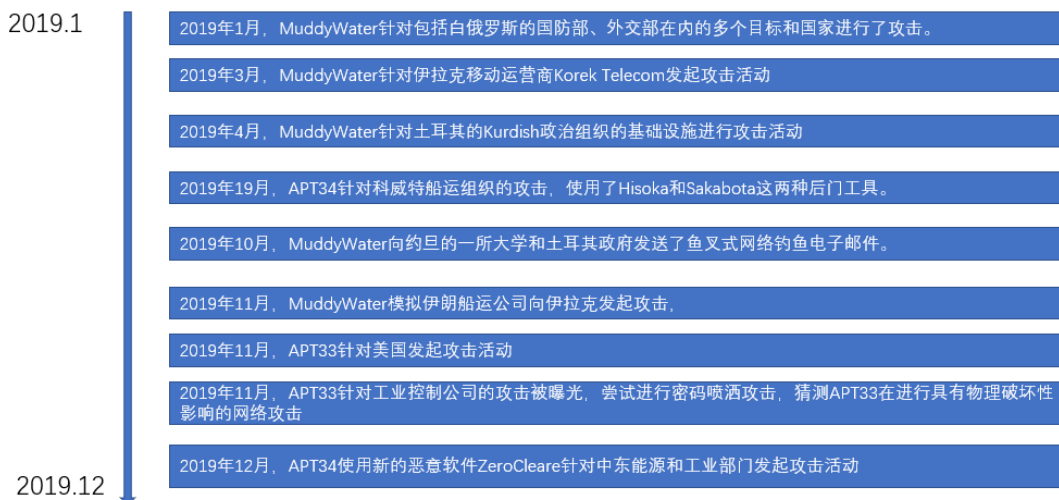 2019.1
2019年1月，MuddyWater针对包括白俄罗斯的国防部、外交部在内的多个目标和国家进行了攻击。
2019年3月，MuddyWater针对伊拉克移动运营商Korek Telecom发起攻击活动
2019年4月，MuddyWater针对土耳其的Kurdish政治组织的基础设施进行攻击活动
2019年19月，APT34针对科威特船运组织的攻击，使用了Hisoka和Sakabota这两种后门工具。
2019年10月，MuddyWater向约旦的一所大学和土耳其政府发送了鱼叉式网络钓鱼电子邮件。
2019年11月，MuddyWater模拟伊朗船运公司向伊拉克发起攻击，
2019年11月，APT33针对美国发起攻击活动
2019年11月，APT33针对工业控制公司的攻击被曝光，尝试进行密码喷洒攻击，猜测APT33在进行具有物理破坏性
影响的网络攻击
2019年12月，APT34使用新的恶意软件ZeroCleare针对中东能源和工业部门发起攻击活动
2019.12